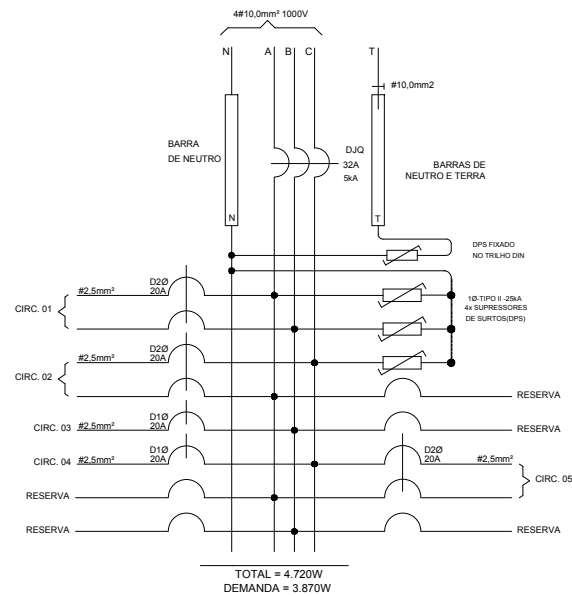 4#10,0mm² 1000V
N A B C T
#10,0mm2
BARRA
DE NEUTRO
DJQ
32A
5kA
BARRAS DE
NEUTRO E TERRA
N
T
DPS FIXADO
NO TRILHO DIN
1Ø-TIPO II -25kA
4x SUPRESSORES
DE SURTOS(DPS)
CIRC. 01
#2,5mm²
D2Ø
20A
CIRC. 02
#2,5mm²
D2Ø
20A
RESERVA
CIRC. 03
#2,5mm²
D1Ø
20A
RESERVA
CIRC. 04
#2,5mm²
D1Ø
20A
D2Ø
20A
#2,5mm²
CIRC. 05
RESERVA
RESERVA
RESERVA
TOTAL = 4.720W
DEMANDA = 3.870W